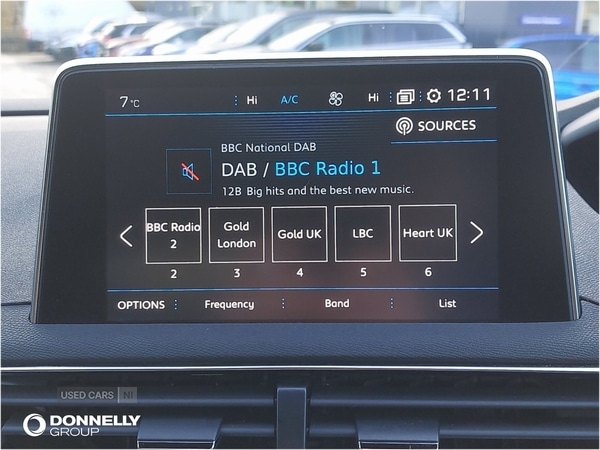 7°C Hi A/C Hi 12:11
SOURCES
BBC National DAB
DAB / BBC Radio 1
12B Big hits and the best new music.
BBC Radio 2
Gold London
Gold UK
LBC
Heart UK
2 3 4 5 6
OPTIONS Frequency Band List
USED CARS NI
DONNELLY
GROUP